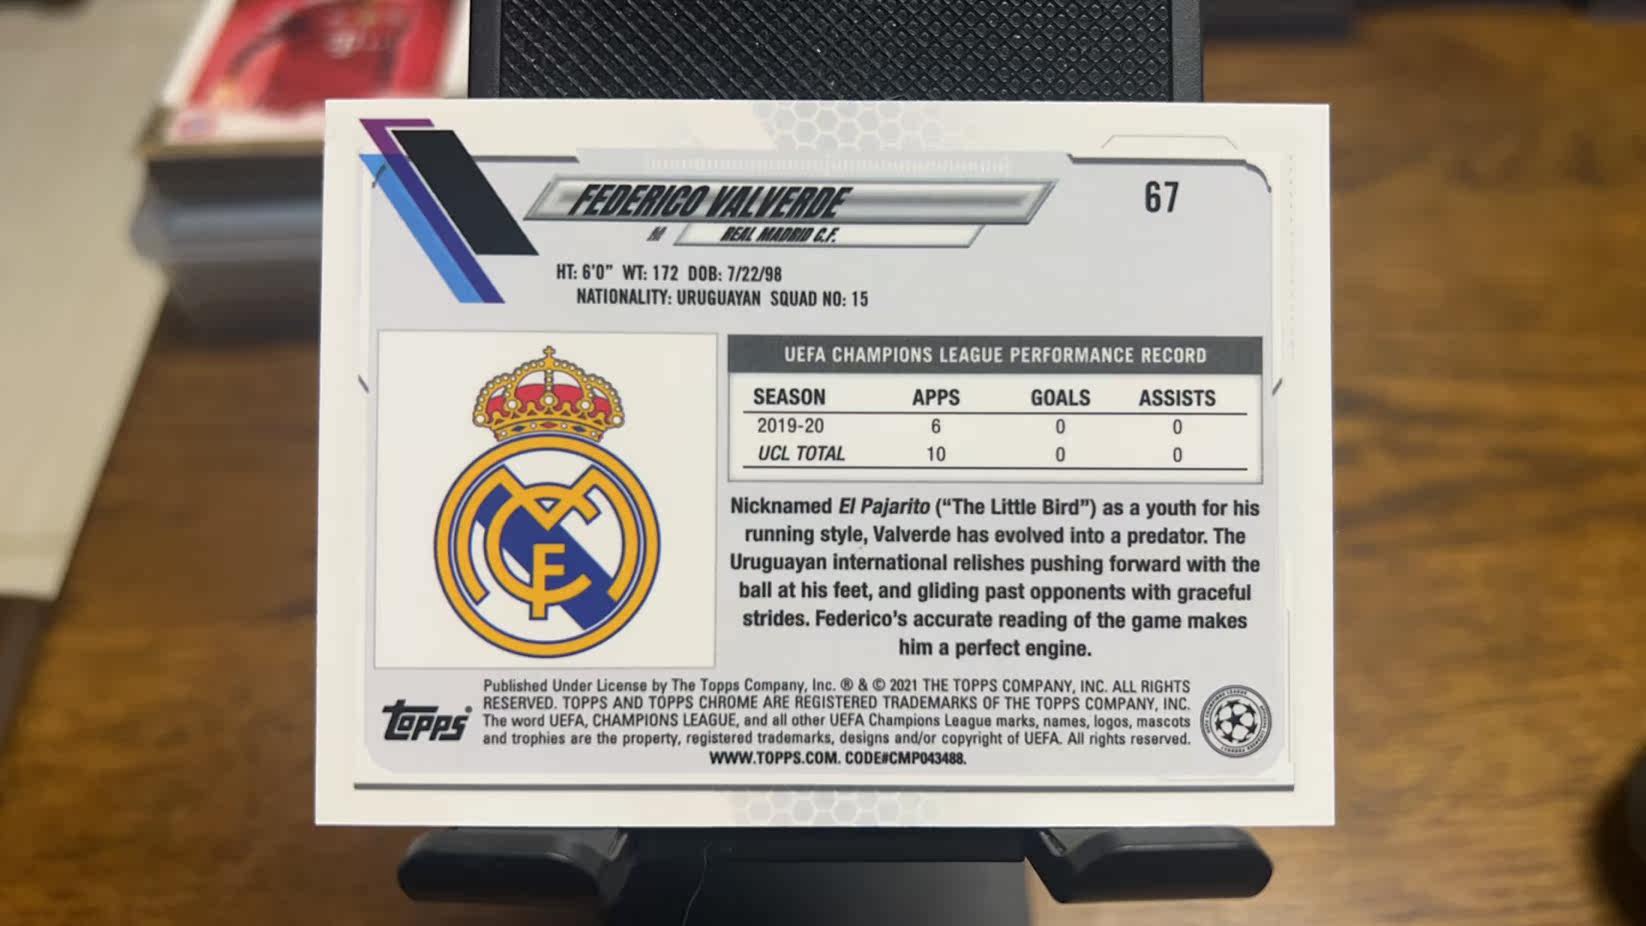 FEDERICO VALVERDE
67
M REAL MADRID C.F.
HT: 6'0" WT: 172 DOB: 7/22/98
NATIONALITY: URUGUAYAN SQUAD NO: 15
UEFA CHAMPIONS LEAGUE PERFORMANCE RECORD
SEASON APPS GOALS ASSISTS
2019-20 6 0 0
UCL TOTAL 10 0 0
Nicknamed El Pajarito (“The Little Bird”) as a youth for his
running style, Valverde has evolved into a predator. The
Uruguayan international relishes pushing forward with the
ball at his feet, and gliding past opponents with graceful
strides. Federico’s accurate reading of the game makes
him a perfect engine.
topps
Published Under License by The Topps Company, Inc. ® & © 2021 THE TOPPS COMPANY, INC. ALL RIGHTS
RESERVED. TOPPS AND TOPPS CHROME ARE REGISTERED TRADEMARKS OF THE TOPPS COMPANY, INC.
The word UEFA, CHAMPIONS LEAGUE, and all other UEFA Champions League marks, names, logos, mascots
and trophies are the property, registered trademarks, designs and/or copyright of UEFA. All rights reserved.
WWW.TOPPS.COM. CODE#CMP043488.